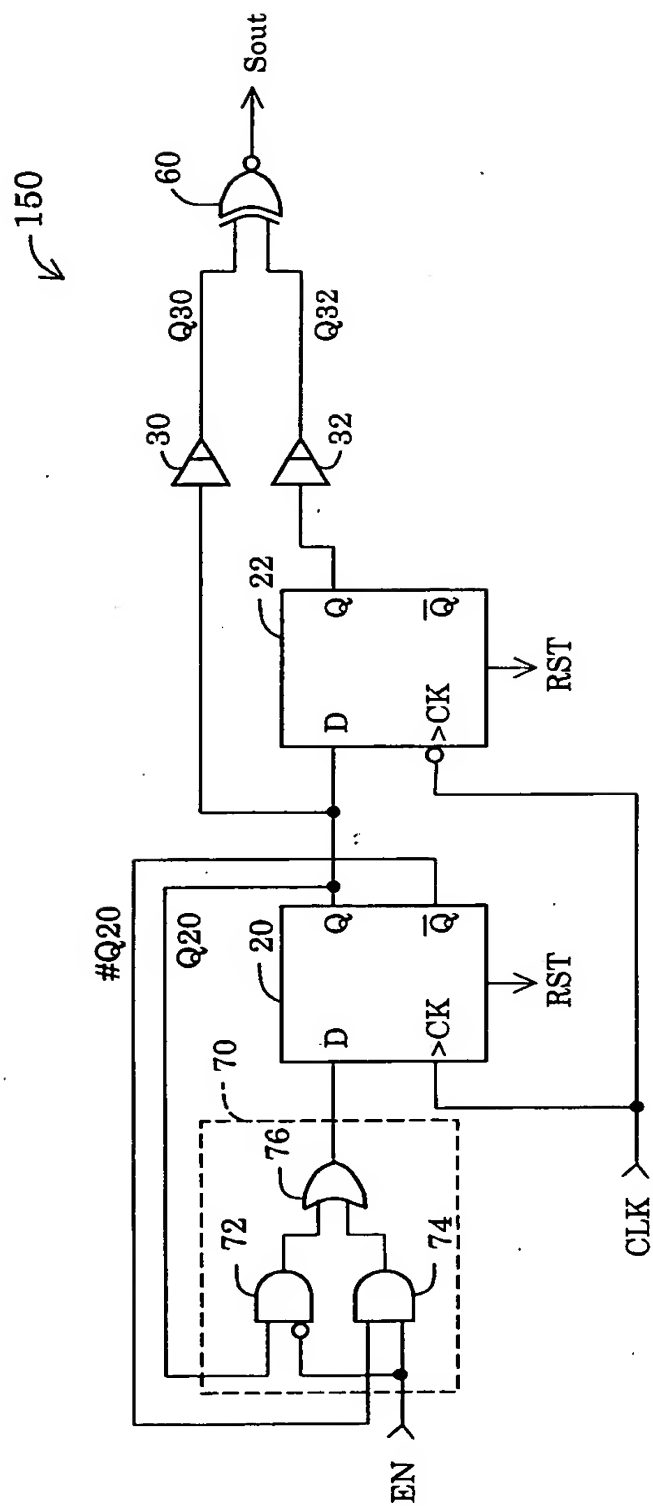 150
Sout
60
Q30
Q32
30
32
22
D
Q
>CK
Q̅
RST
#Q20
Q20
20
D
Q
>CK
Q̅
RST
70
76
72
74
EN
CLK